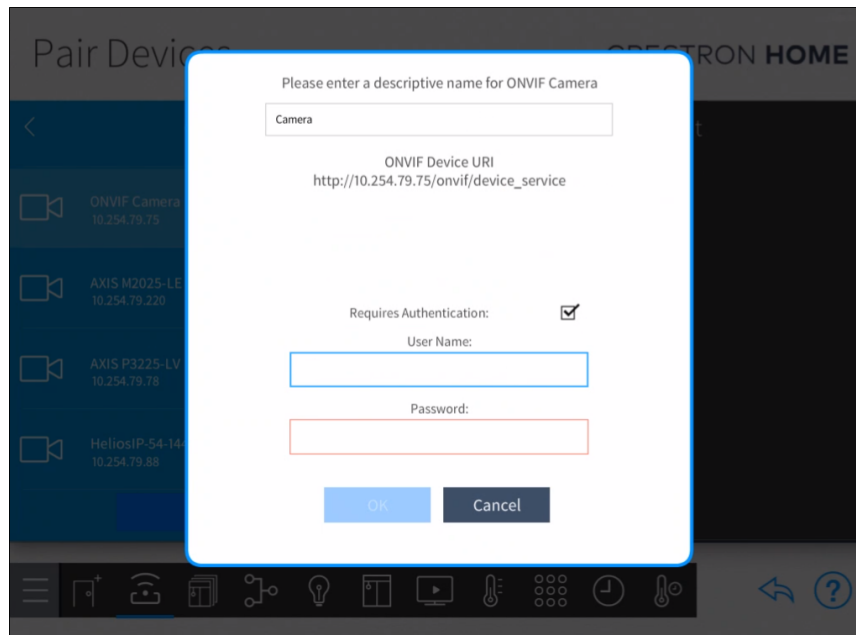 Pair Devices
CRESTRON HOME
Please enter a descriptive name for ONVIF Camera
Camera
ONVIF Device URI
http://10.254.79.75/onvif/device_service
ONVIF Camera
10.254.79.75
AXIS M2025-LE
10.254.79.220
AXIS P3225-LV
10.254.79.78
HeliosIP-54-144
10.254.79.88
Requires Authentication:
User Name:
Password:
OK
Cancel